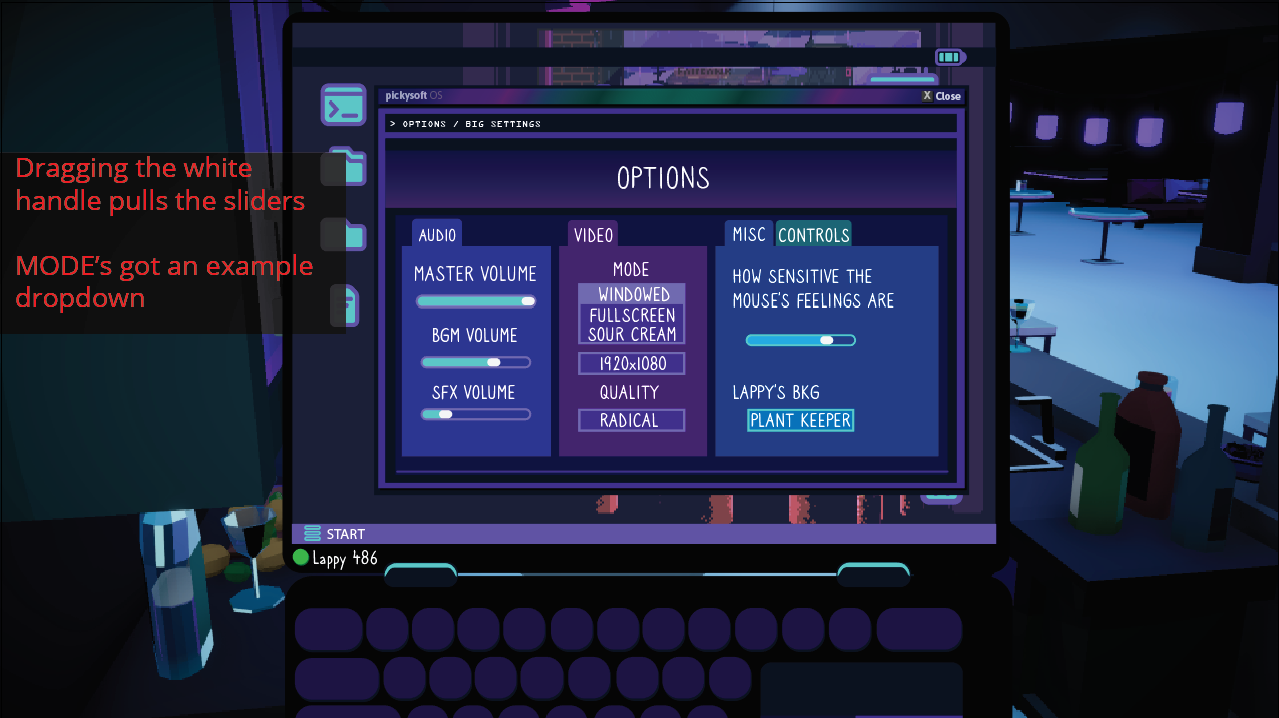 pickysoft OS
X Close
> OPTIONS / BIG SETTINGS
Dragging the white
handle pulls the sliders
MODE's got an example
dropdown
OPTIONS
AUDIO
MASTER VOLUME
BGM VOLUME
SFX VOLUME
VIDEO
MODE
WINDOWED
FULLSCREEN
SOUR CREAM
1920x1080
QUALITY
RADICAL
MISC
CONTROLS
HOW SENSITIVE THE
MOUSE'S FEELINGS ARE
LAPPY'S BKG
PLANT KEEPER
START
Lappy 486